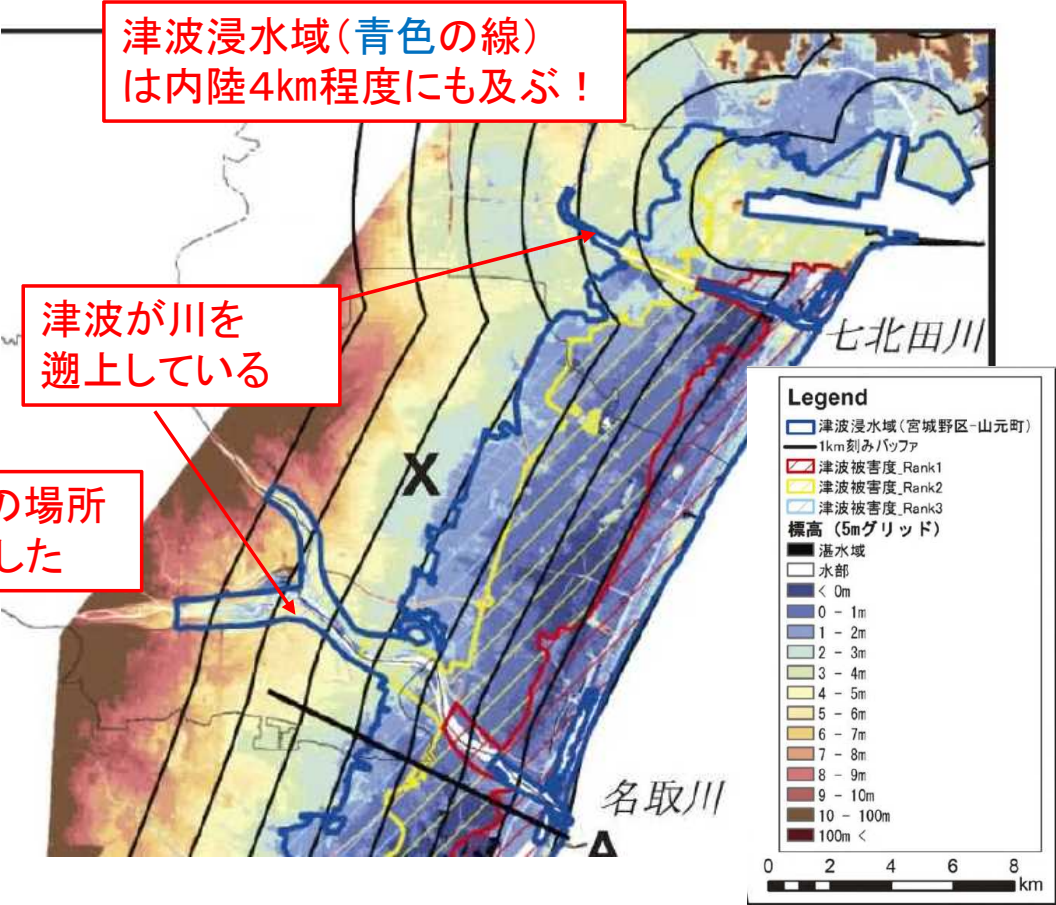 津波浸水域(青色の線)
は内陸4km程度にも及ぶ！
津波が川を
遡上している
の場所
した
七北田川
X
名取川
A
Legend
津波浸水域(宮城野区-山元町)
1km刻みバッファ
津波被害度_Rank1
津波被害度_Rank2
津波被害度_Rank3
標高 (5mグリッド)
湛水域
水部
< 0m
0 - 1m
1 - 2m
2 - 3m
3 - 4m
4 - 5m
5 - 6m
6 - 7m
7 - 8m
8 - 9m
9 - 10m
10 - 100m
100m <
0 2 4 6 8
km